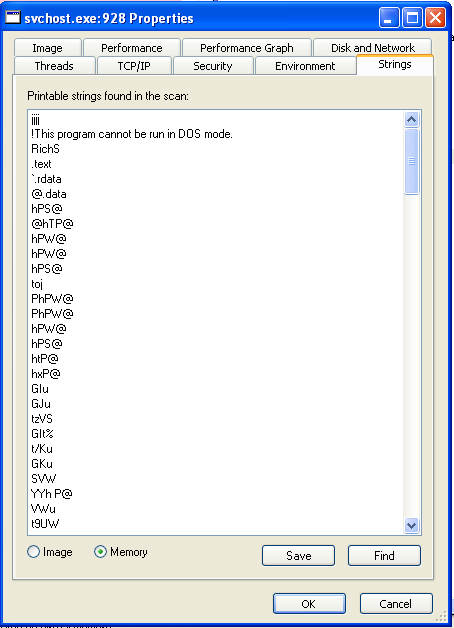 svchost.exe:928 Properties
Image Performance Performance Graph Disk and Network
Threads TCP/IP Security Environment Strings
Printable strings found in the scan:
iiii
!This program cannot be run in DOS mode.
RichS
.text
`.rdata
@.data
hPS@
@hTP@
hPW@
hPW@
hPS@
toj
PhPW@
PhPW@
hPW@
hPS@
htP@
hxP@
GIu
GJu
tzVS
GIt%
t/Ku
GKu
SVW
YYh P@
VWu
t9UW
Image Memory Save Find
OK Cancel